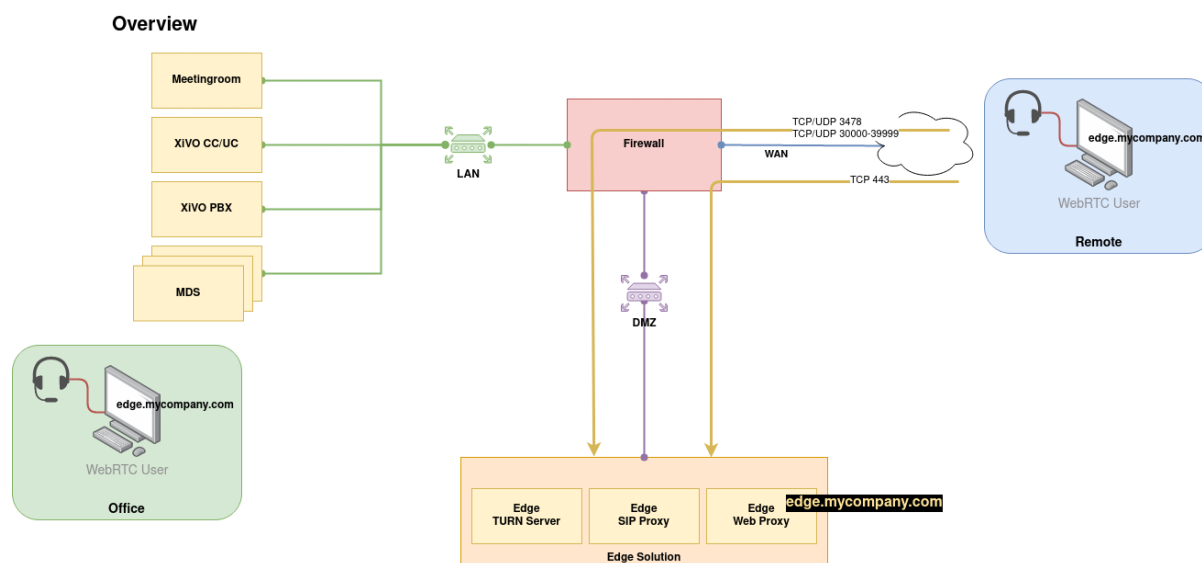 Overview
Meetingroom
XiVO CC/UC
XiVO PBX
MDS
LAN
Firewall
TCP/UDP 3478
TCP/UDP 30000-39999
WAN
TCP 443
edge.mycompany.com
WebRTC User
Remote
DMZ
edge.mycompany.com
WebRTC User
Office
Edge
TURN Server
Edge
SIP Proxy
Edge
Web Proxy
edge.mycompany.com
Edge Solution